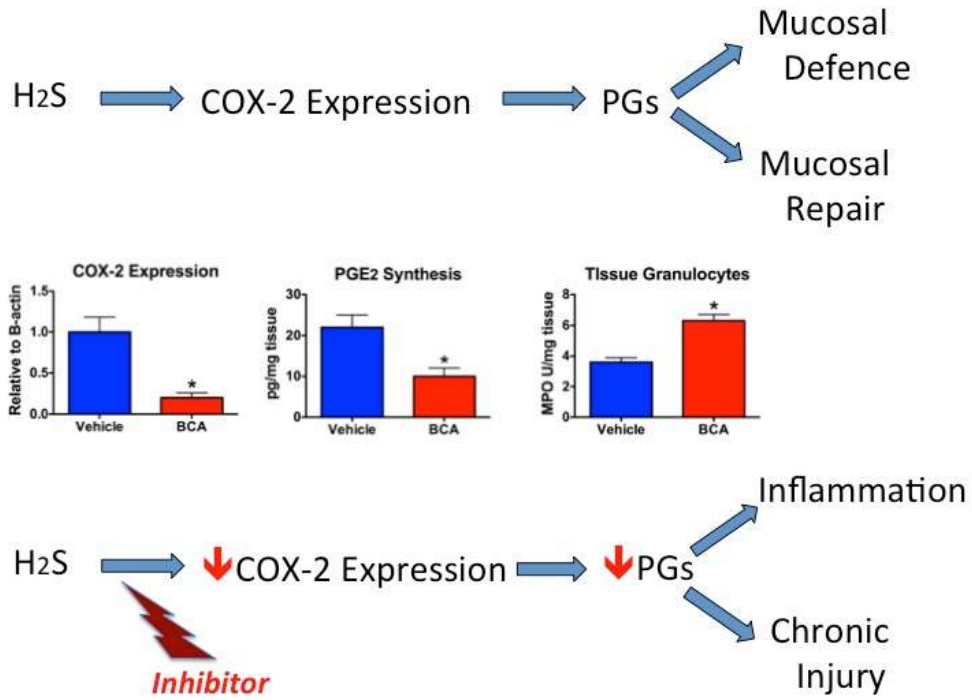 Mucosal
Defence
H2S
COX-2 Expression
PGs
Mucosal
Repair
COX-2 Expression
Relative to B-actin
1.5
1.0
0.5
0.0
Vehicle
*
BCA
PGE2 Synthesis
pg/mg tissue
30
20
10
0
Vehicle
*
BCA
TIssue Granulocytes
MPO U/mg tissue
8
6
4
2
0
Vehicle
*
BCA
Inflammation
H2S
COX-2 Expression
PGs
Chronic
Injury
Inhibitor